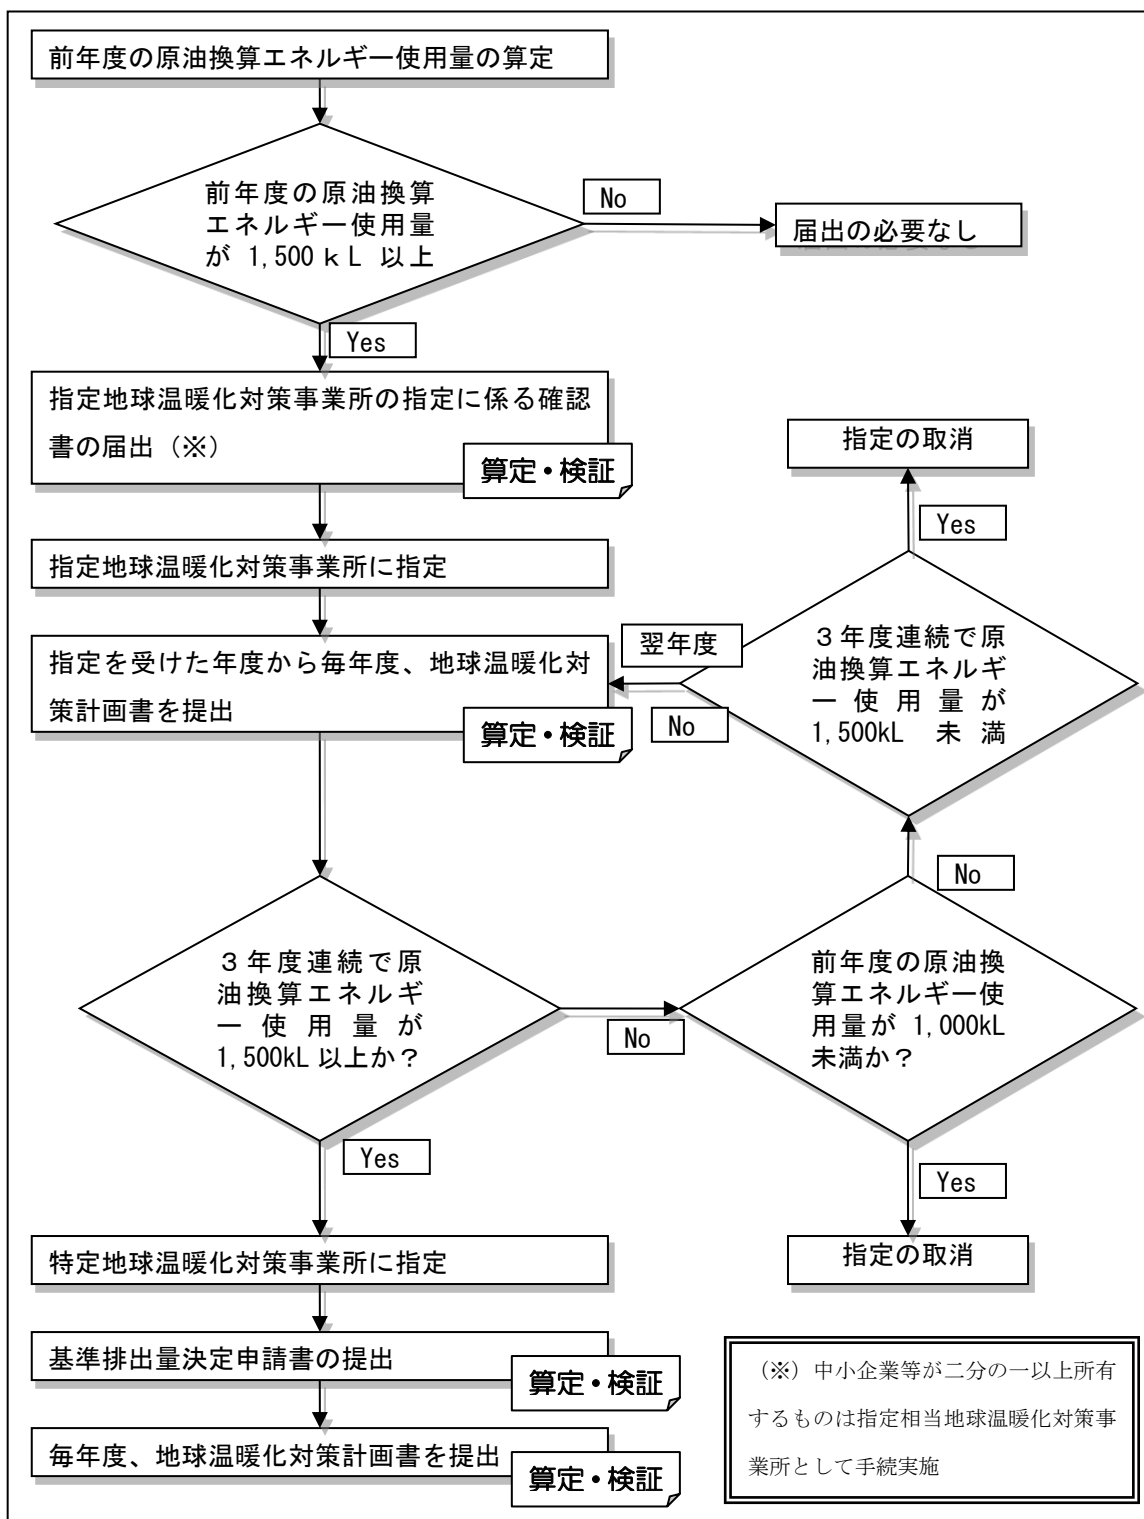 前年度の原油換算エネルギー使用量の算定
前年度の原油換算
エネルギー使用量
が 1,500ｋＬ 以上
No
届出の必要なし
Yes
指定地球温暖化対策事業所の指定に係る確認
書の届出（※）
算定・検証
指定地球温暖化対策事業所に指定
指定を受けた年度から毎年度、地球温暖化対
策計画書を提出
算定・検証
3年度連続で原
油換算エネルギ
ー使用量が
1,500kL 以上か？
No
Yes
前年度の原油換
算エネルギー使
用量が 1,000kL
未満か？
No
Yes
指定の取消
３年度連続で原
油換算エネルギ
ー使用量が
1,500kL 未満
翌年度
No
Yes
指定の取消
特定地球温暖化対策事業所に指定
基準排出量決定申請書の提出
算定・検証
毎年度、地球温暖化対策計画書を提出
算定・検証
（※）中小企業等が二分の一以上所有
するものは指定相当地球温暖化対策事
業所として手続実施